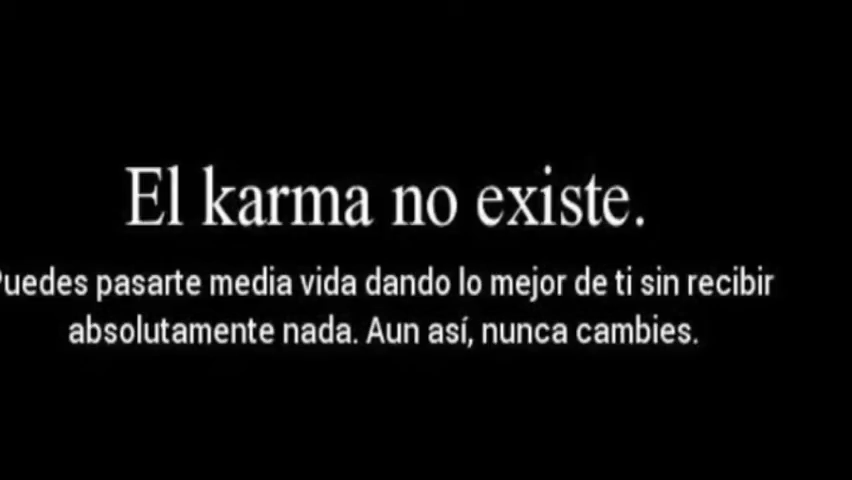 El karma no existe.
Puedes pasarte media vida dando lo mejor de ti sin recibir
absolutamente nada. Aun así, nunca cambies.